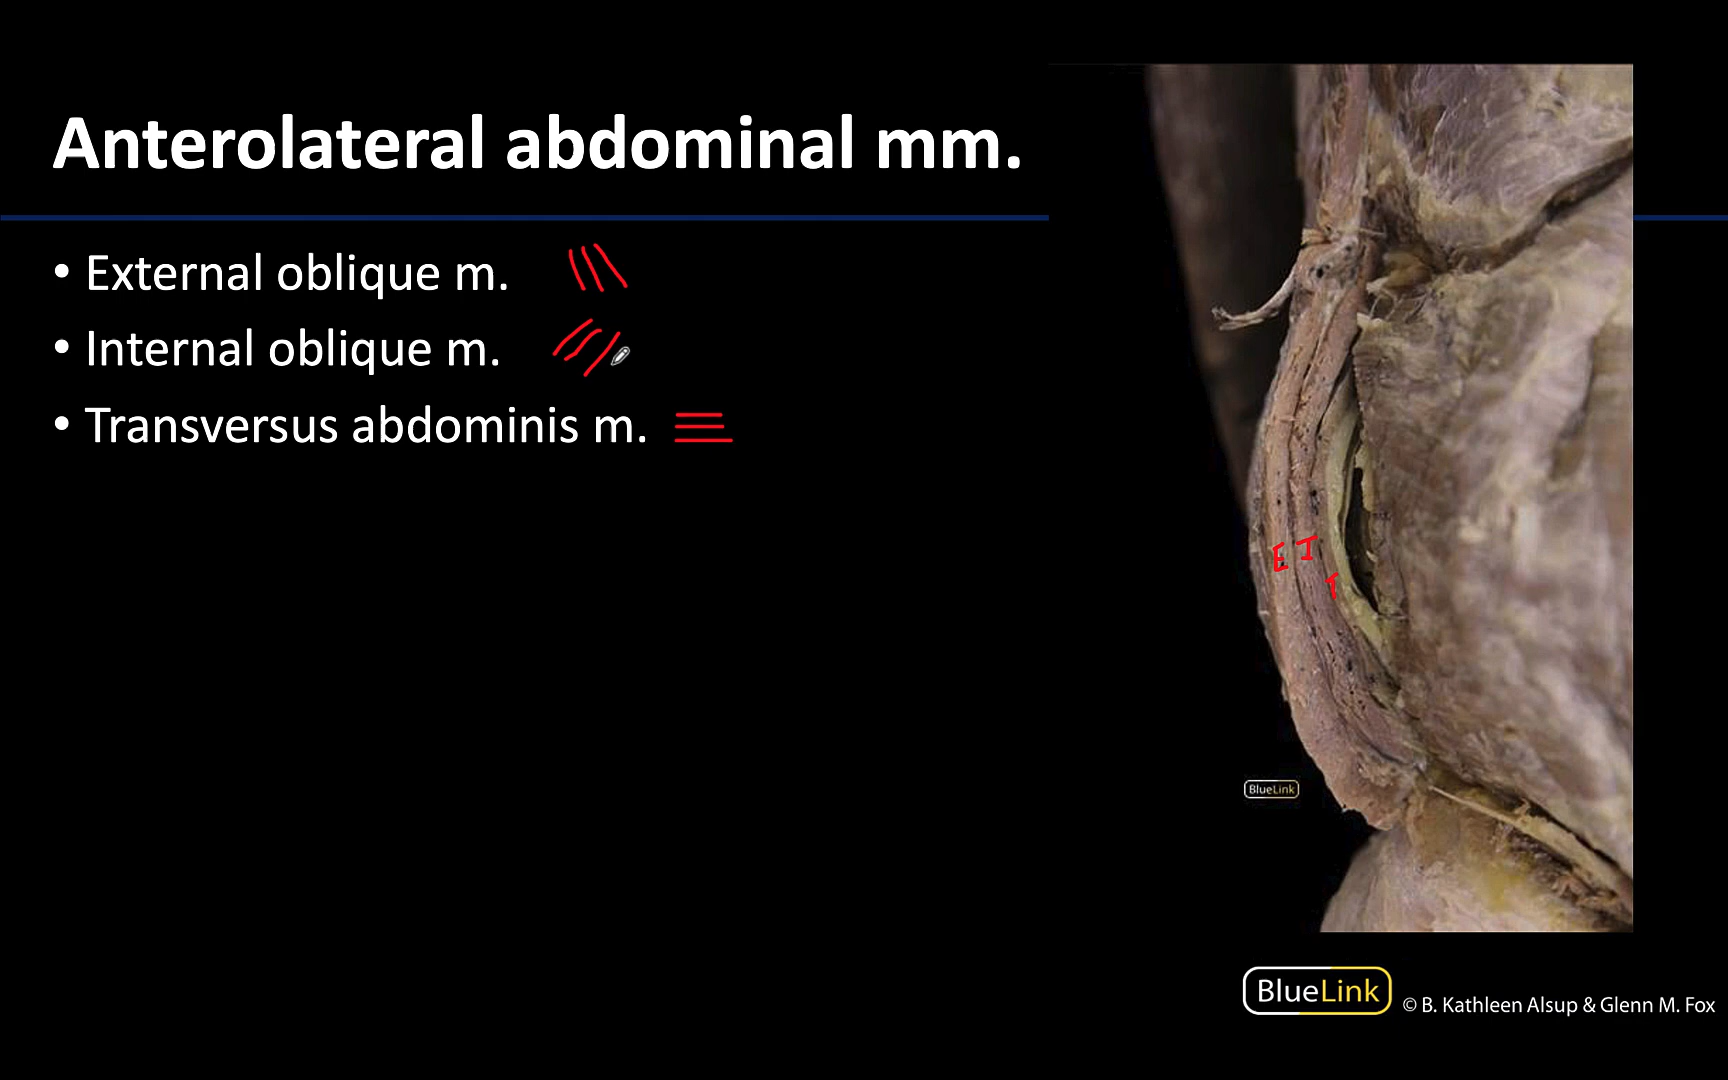 Anterolateral abdominal mm.
• External oblique m.
• Internal oblique m.
• Transversus abdominis m.
E I
T
BlueLink
BlueLink © B. Kathleen Alsup & Glenn M. Fox